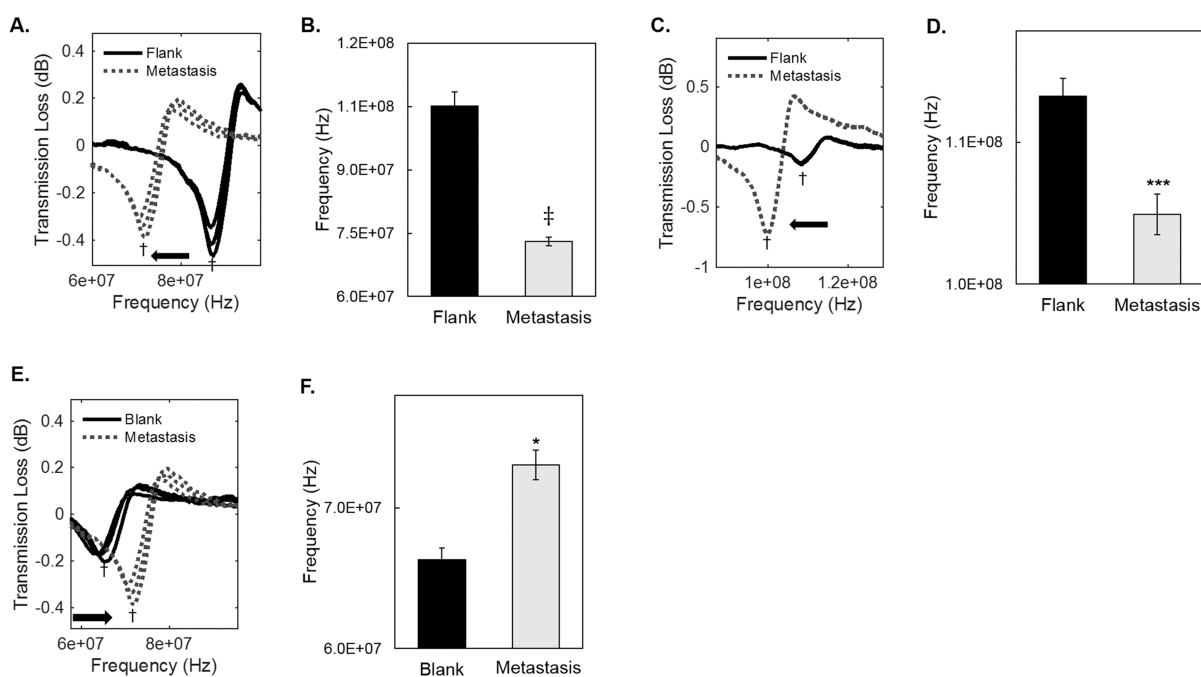 A.
Transmission Loss (dB)
0.4
0.2
0
-0.2
-0.4
Flank
Metastasis
†
†
6e+07
8e+07
Frequency (Hz)
B.
Frequency (Hz)
1.2E+08
1.1E+08
9.0E+07
7.5E+07
6.0E+07
‡
Flank
Metastasis
C.
Transmission Loss (dB)
0.5
0
-0.5
-1
Flank
Metastasis
†
†
1e+08
1.2e+08
Frequency (Hz)
D.
Frequency (Hz)
1.1E+08
1.0E+08
***
Flank
Metastasis
E.
Transmission Loss (dB)
0.4
0.2
0
-0.2
-0.4
Blank
Metastasis
†
†
6e+07
8e+07
Frequency (Hz)
F.
Frequency (Hz)
7.0E+07
6.0E+07
*
Blank
Metastasis